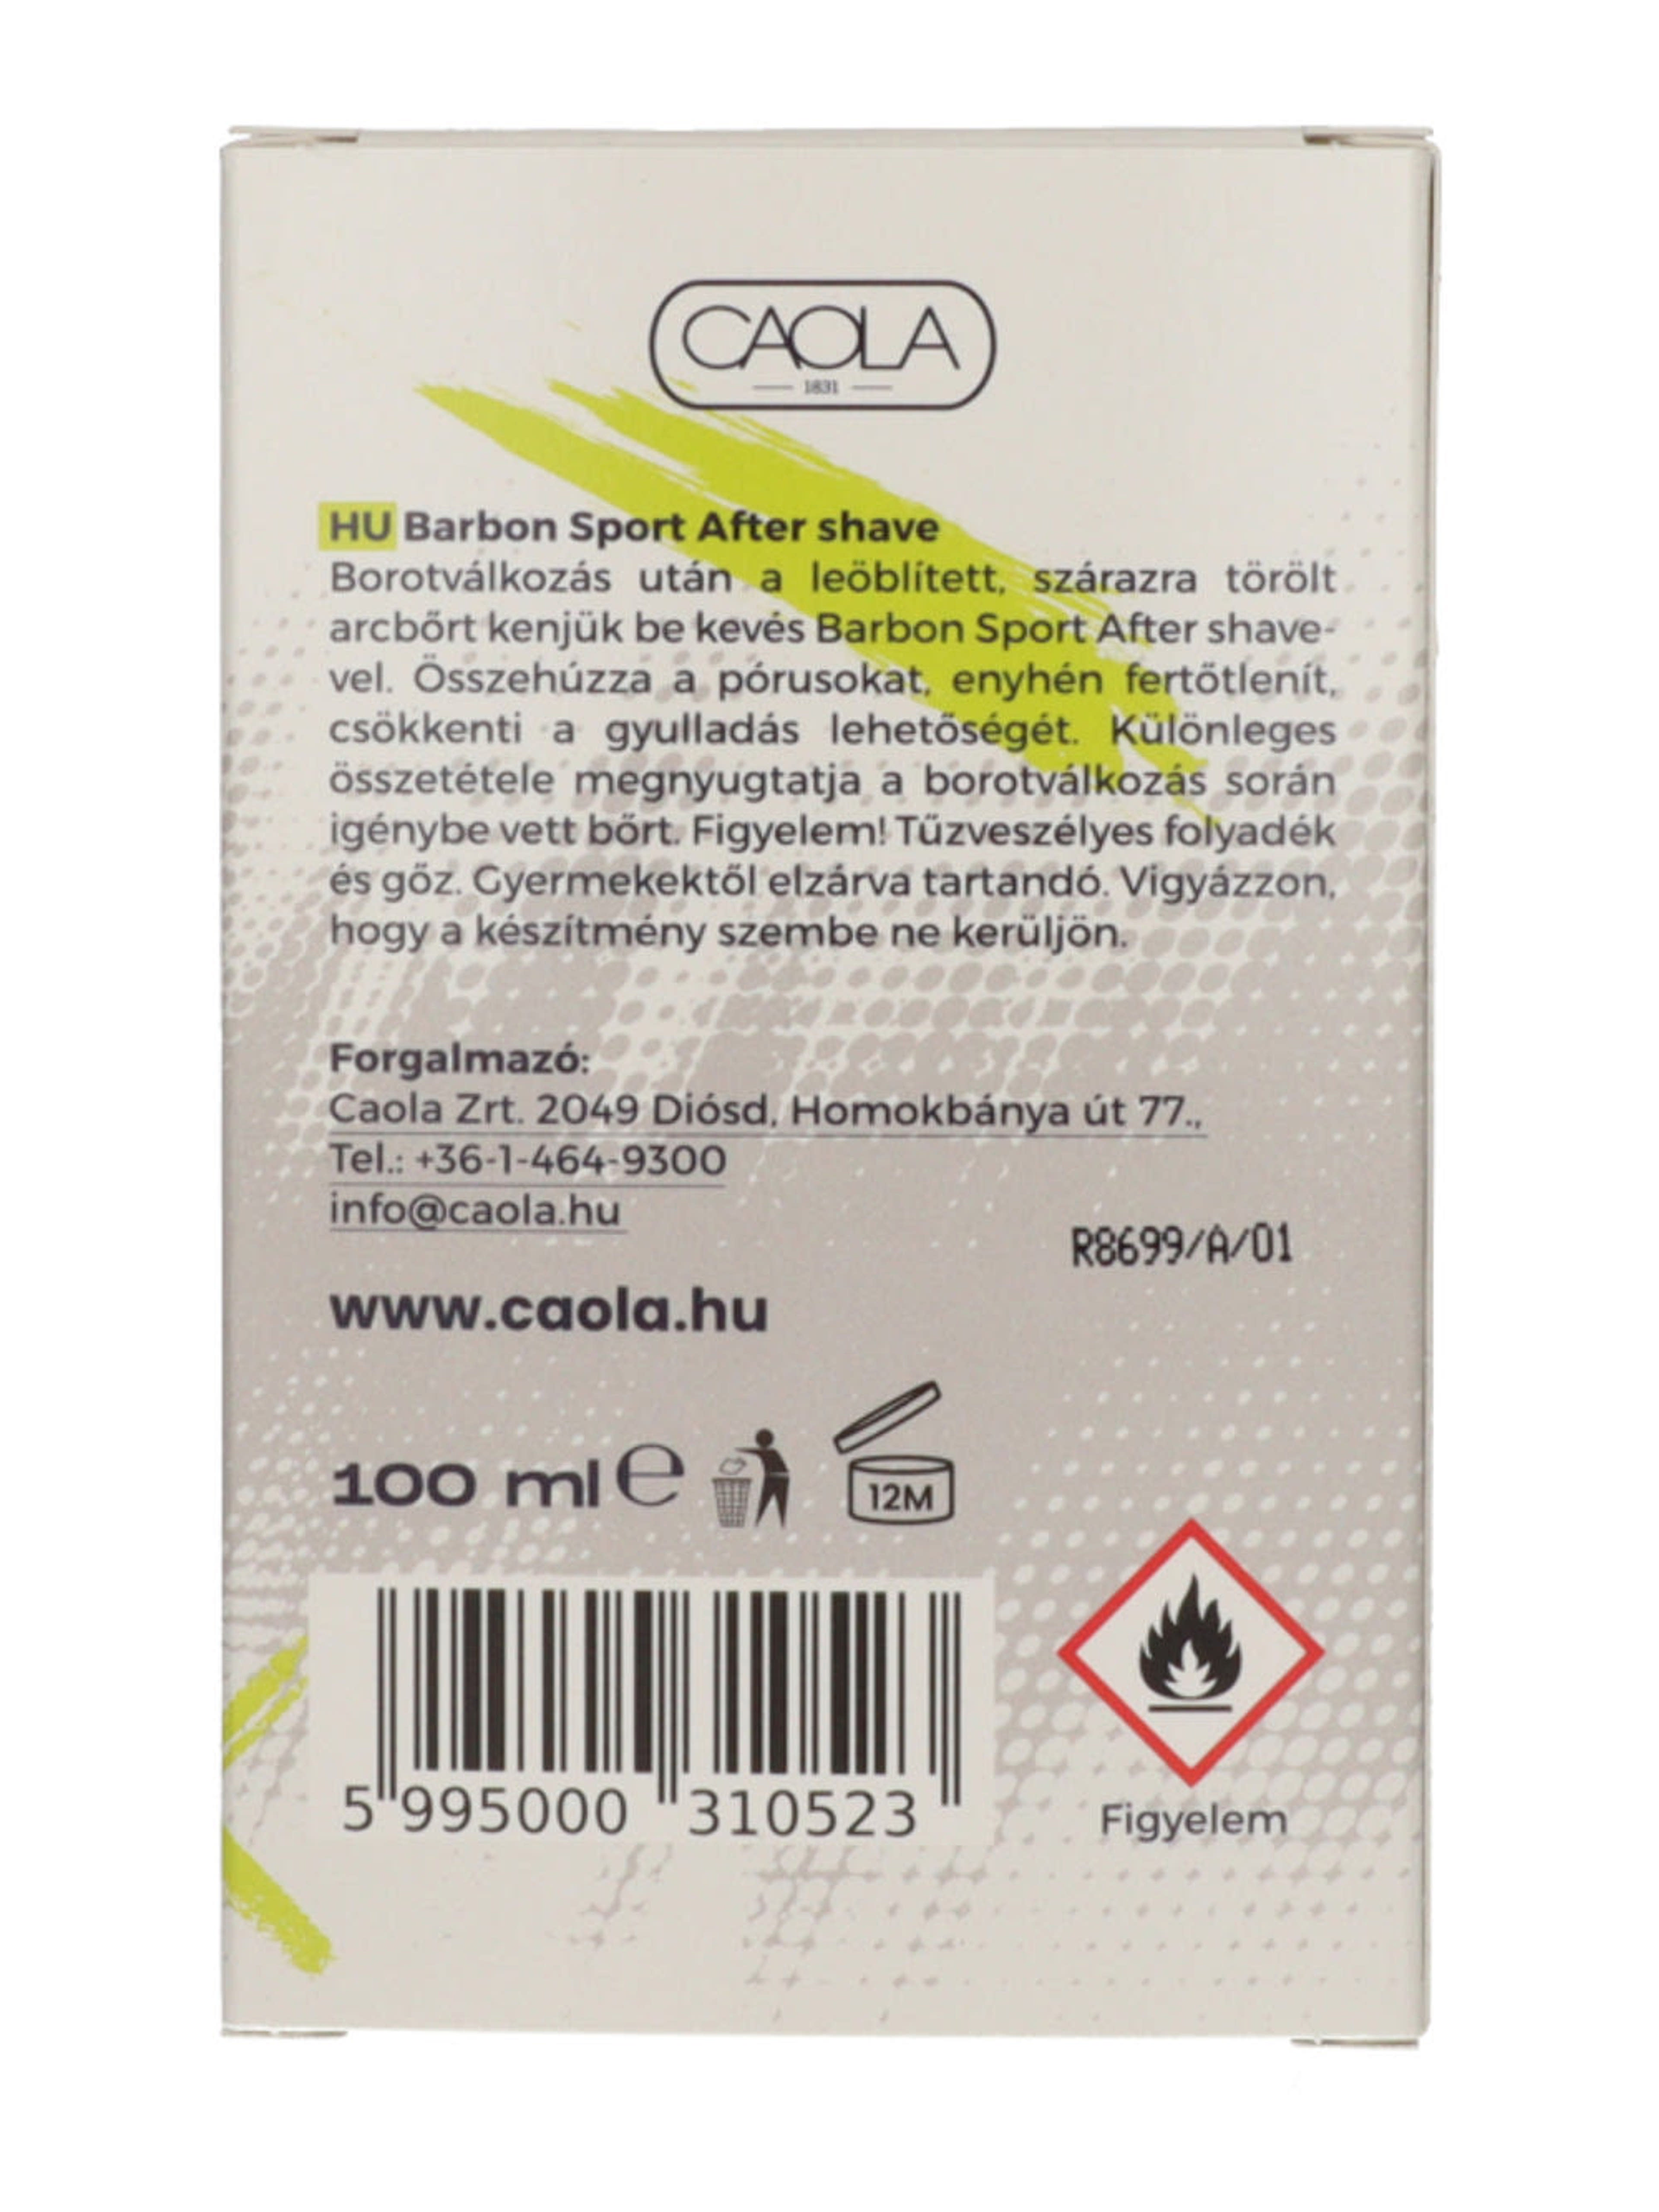 CAOLA
1831
HU Barbon Sport After shave
Borotválkozás után a leöblített, szárazra törölt
arcbőrt kenjük be kevés Barbon Sport After shave-
vel. Összehúzza a pórusokat, enyhén fertőtlenít,
csökkenti a gyulladás lehetőségét. Különleges
összetétele megnyugtatja a borotválkozás során
igénybe vett bőrt. Figyelem! Tűzveszélyes folyadék
és gőz. Gyermekektől elzárva tartandó. Vigyázzon,
hogy a készítmény szembe ne kerüljön.
Forgalmazó:
Caola Zrt. 2049 Diósd, Homokbánya út 77.,
Tel.: +36-1-464-9300
info@caola.hu
R8699/A/01
www.caola.hu
100 ml e
12M
5 995000 310523
Figyelem